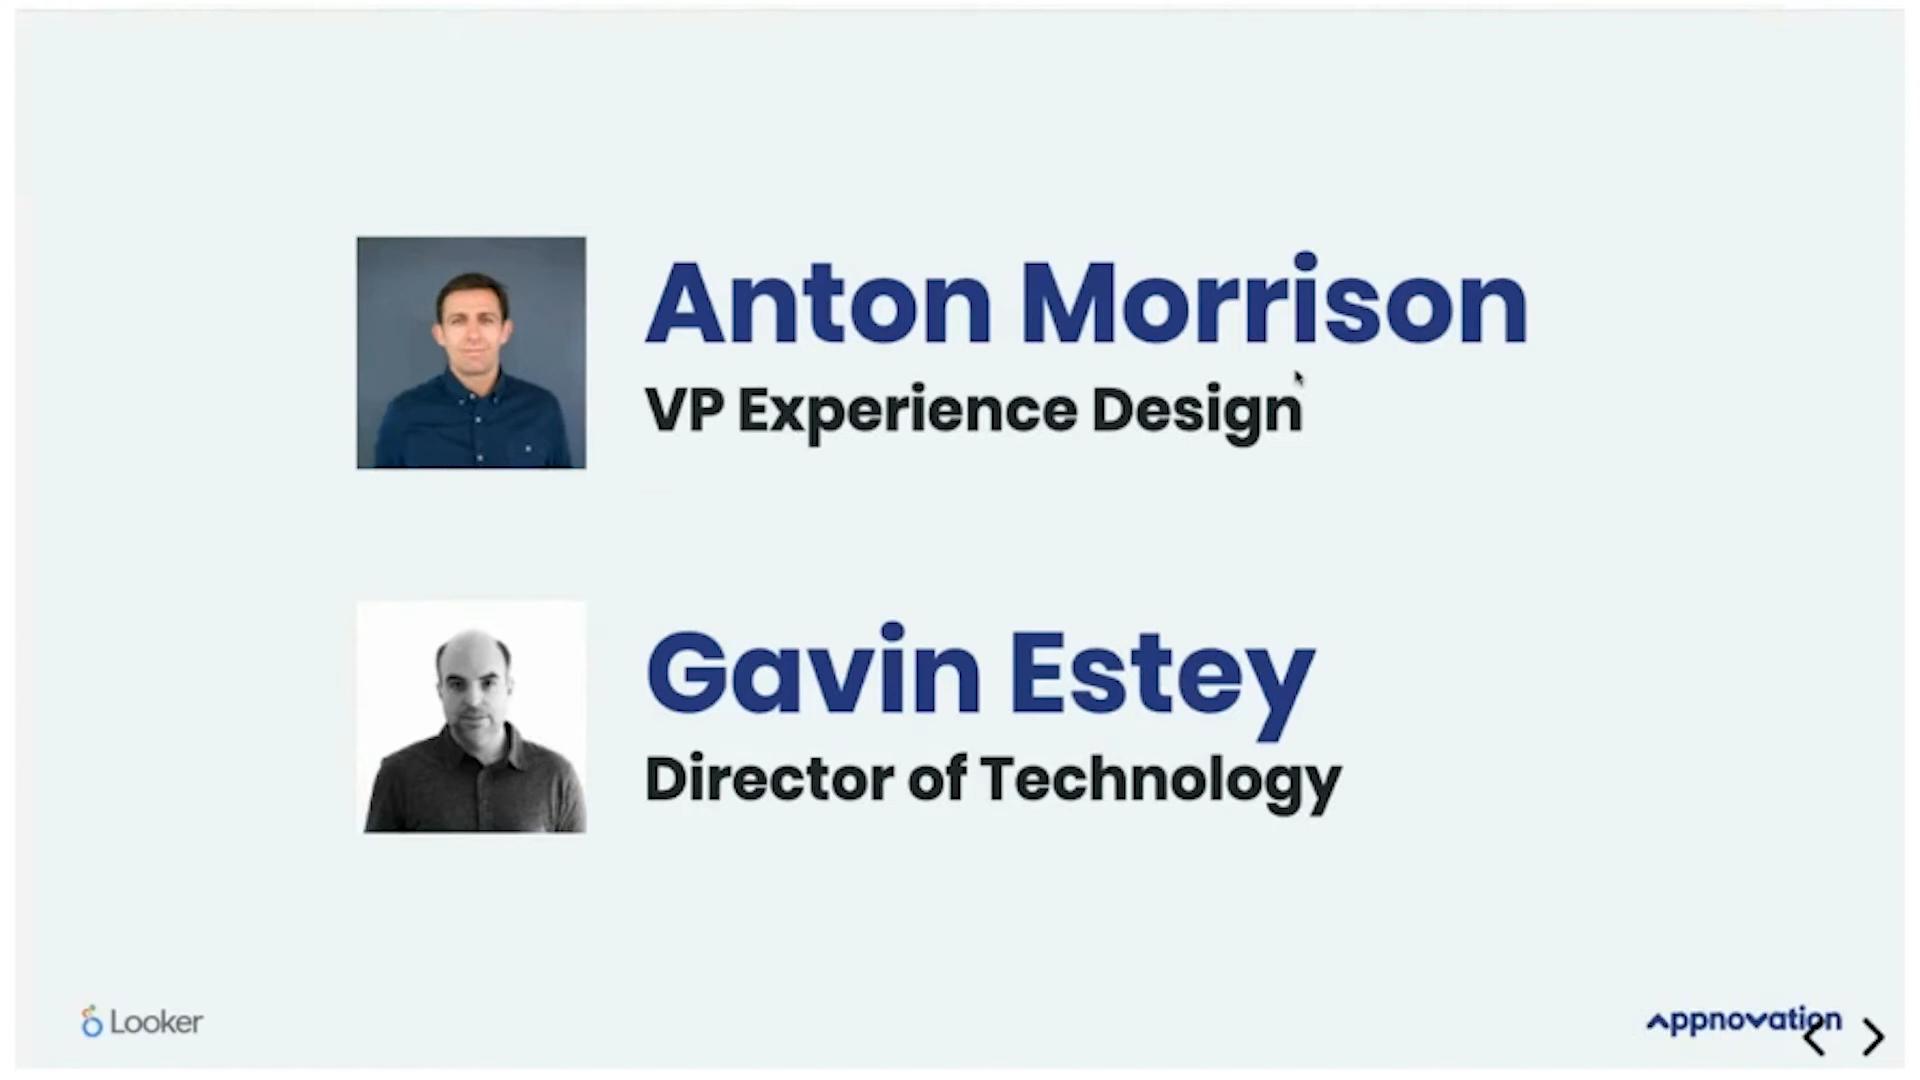 Anton Morrison
VP Experience Design
Gavin Estey
Director of Technology
Looker
Appnovation